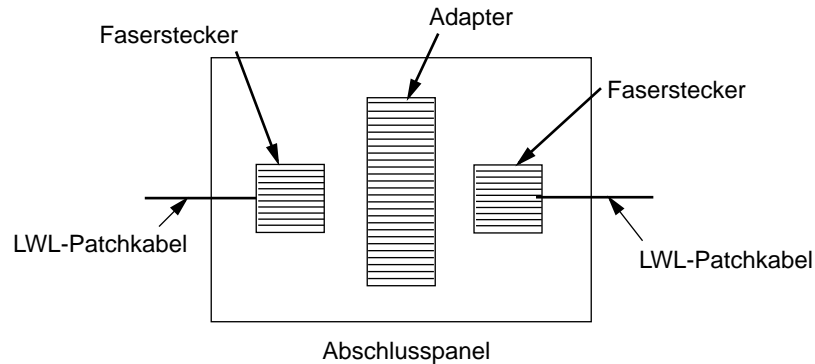 Adapter
Faserstecker
Faserstecker
LWL-Patchkabel
LWL-Patchkabel
Abschlusspanel